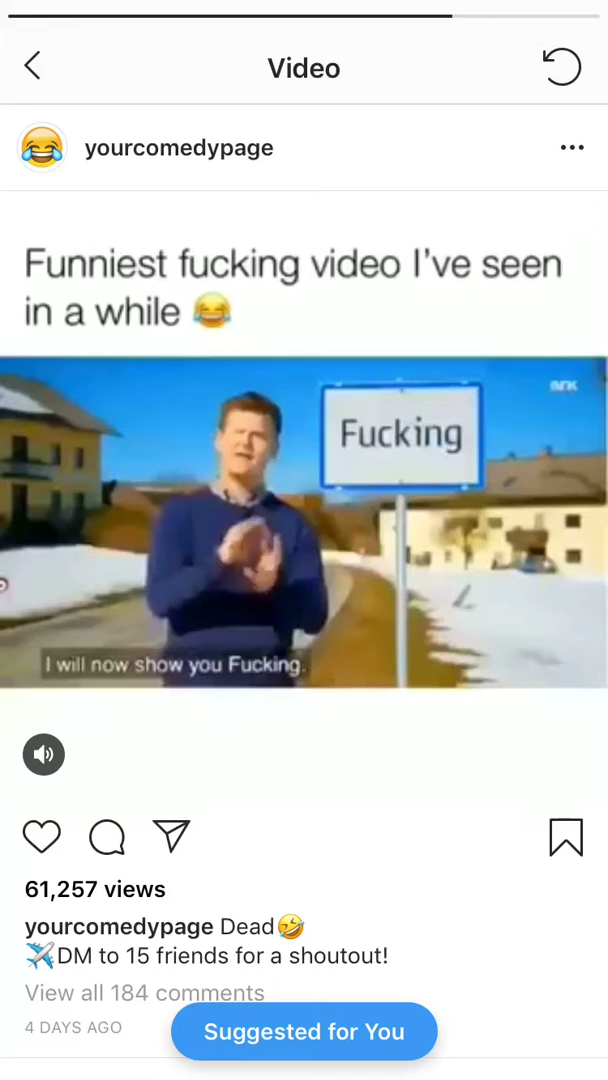 Video
yourcomedypage
Funniest fucking video I've seen
in a while 😂
NRK
Fucking
I will now show you Fucking.
61,257 views
yourcomedypage Dead🤣
✈️DM to 15 friends for a shoutout!
View all 184 comments
4 DAYS AGO
Suggested for You